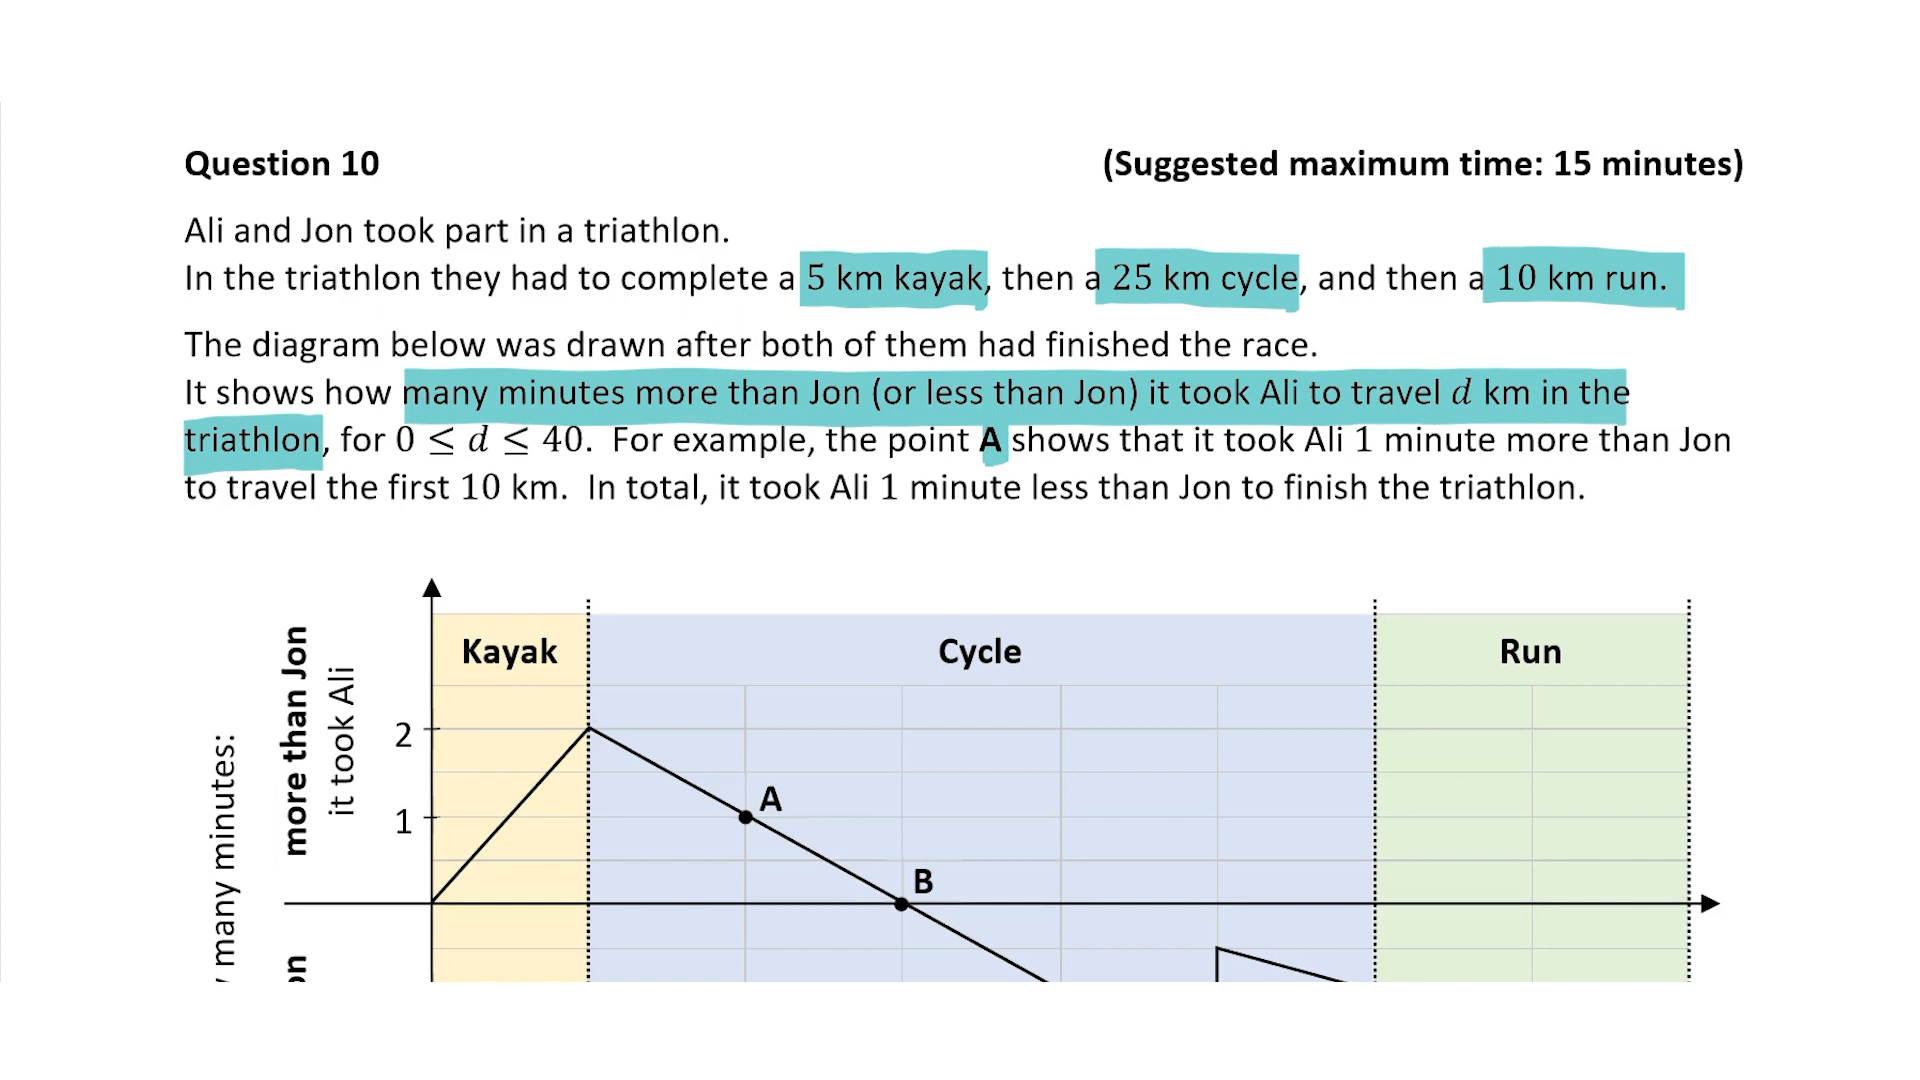 Question 10
(Suggested maximum time: 15 minutes)
Ali and Jon took part in a triathlon.
In the triathlon they had to complete a 5 km kayak, then a 25 km cycle, and then a 10 km run.
The diagram below was drawn after both of them had finished the race.
It shows how many minutes more than Jon (or less than Jon) it took Ali to travel d km in the
triathlon, for 0 ≤ d ≤ 40. For example, the point A shows that it took Ali 1 minute more than Jon
to travel the first 10 km. In total, it took Ali 1 minute less than Jon to finish the triathlon.
many minutes:
more than Jon
it took Ali
Kayak
Cycle
Run
2
A
1
B